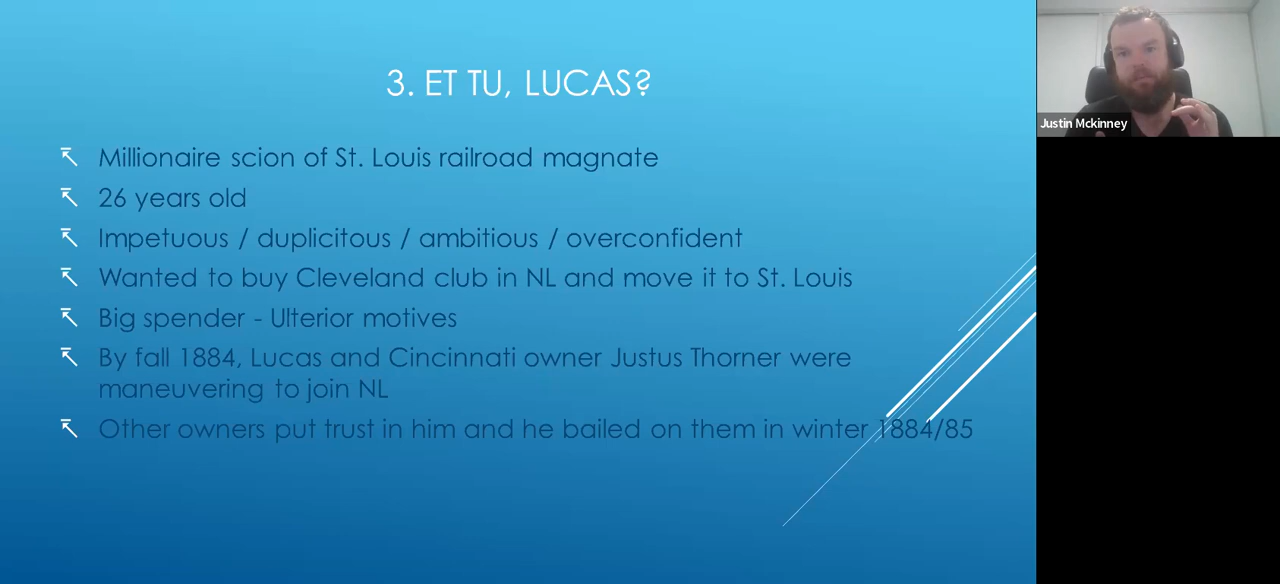 3. ET TU, LUCAS?
Millionaire scion of St. Louis railroad magnate
26 years old
Impetuous / duplicitous / ambitious / overconfident
Wanted to buy Cleveland club in NL and move it to St. Louis
Big spender - Ulterior motives
By fall 1884, Lucas and Cincinnati owner Justus Thorner were
maneuvering to join NL
Other owners put trust in him and he bailed on them in winter 1884/85
Justin Mckinney